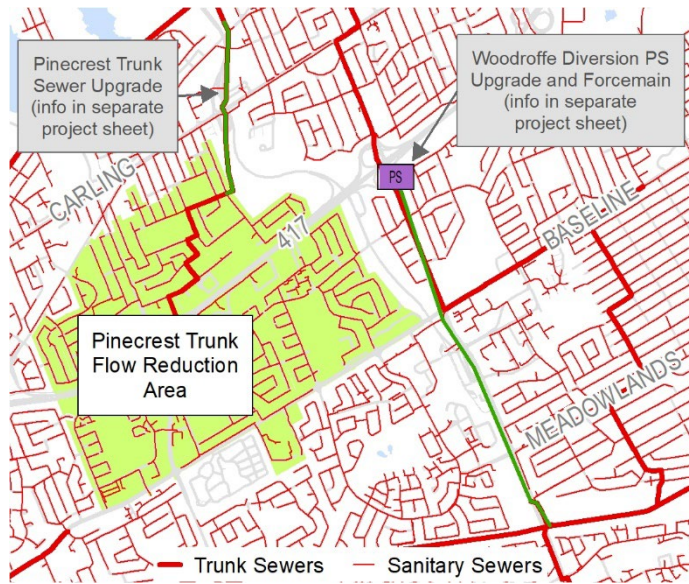 Pinecrest Trunk
Sewer Upgrade
(info in separate
project sheet)
Woodroffe Diversion PS
Upgrade and Forcemain
(info in separate
project sheet)
PS
CARLING
417
BASELINE
Pinecrest Trunk
Flow Reduction
Area
MEADOWLANDS
Trunk Sewers
Sanitary Sewers